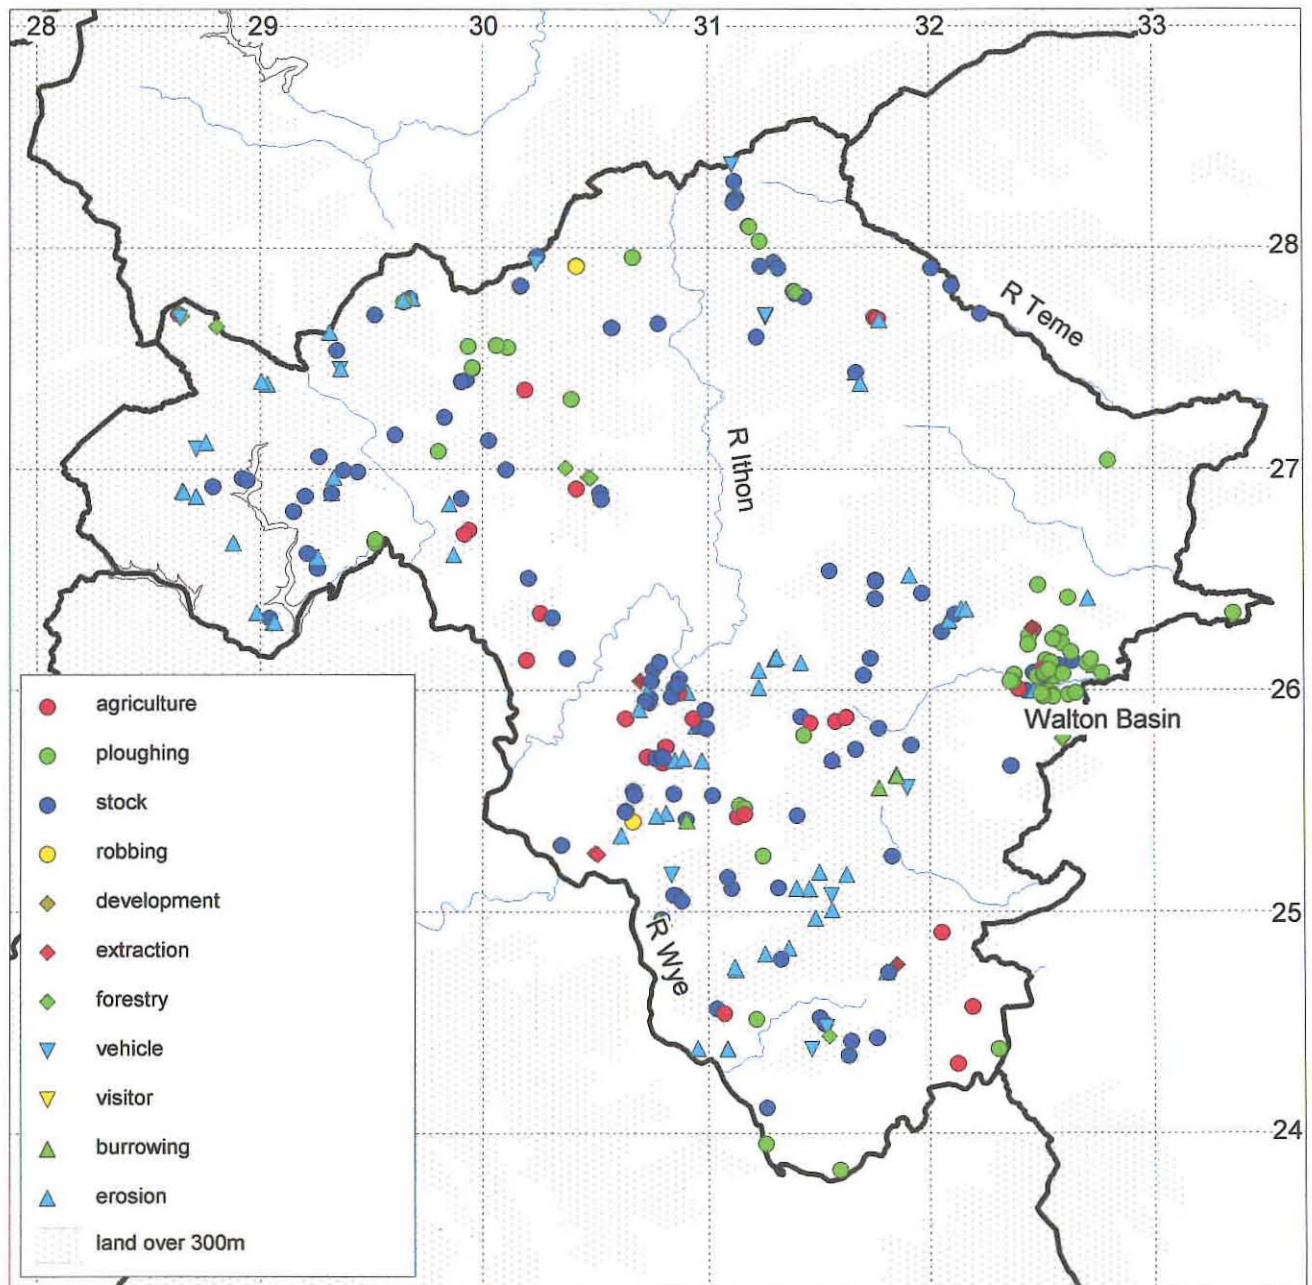 28 29 30 31 32 33
28
R Teme
R Ithon
27
26
Walton Basin
25
R Wye
24
agriculture
ploughing
stock
robbing
development
extraction
forestry
vehicle
visitor
burrowing
erosion
land over 300m